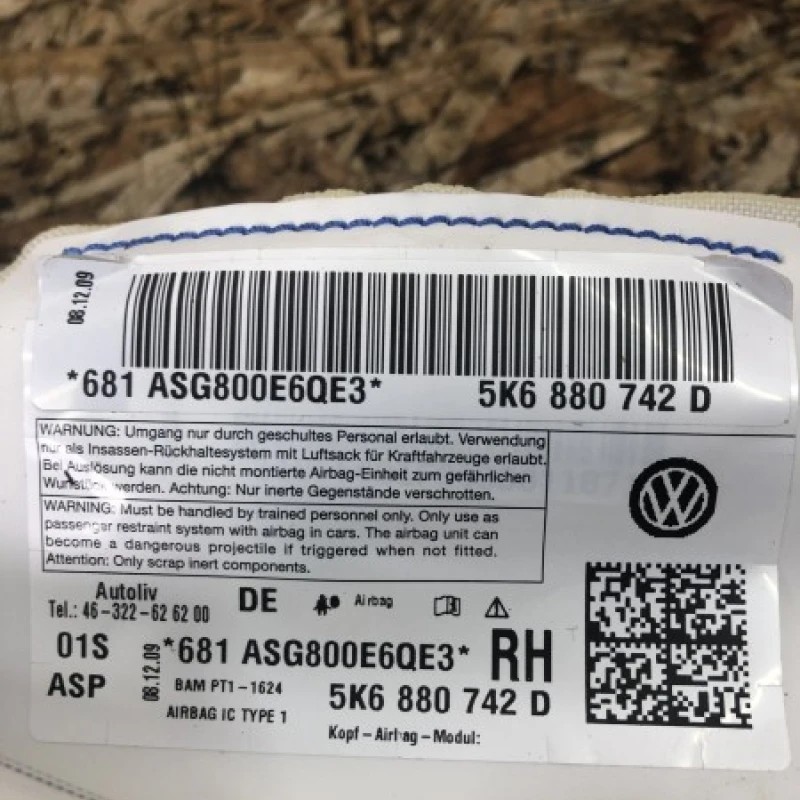 08.12.09
*681 ASG800E6QE3* 5K6 880 742 D
WARNING: Umgang nur durch geschultes Personal erlaubt. Verwendung
nur als Insassen-Rückhaltesystem mit Luftsack für Kraftfahrzeuge erlaubt.
Bei Auslösung kann die nicht montierte Airbag-Einheit zum gefährlichen
werden. Achtung: Nur inerte Gegenstände verschrotten.
WARNING: Must be handled by trained personnel only. Only use as
passenger restraint system with airbag in cars. The airbag unit can
become a dangerous projectile if triggered when not fitted.
Attention: Only scrap inert components.
VW
Autoliv
Tel.: 46-322-62 62 00
DE
Airbag
01S
ASP
08.12.09
*681 ASG800E6QE3* RH
BAM PT1-1624
5K6 880 742 D
AIRBAG IC TYPE 1
Kopf-Airbag-Modul: